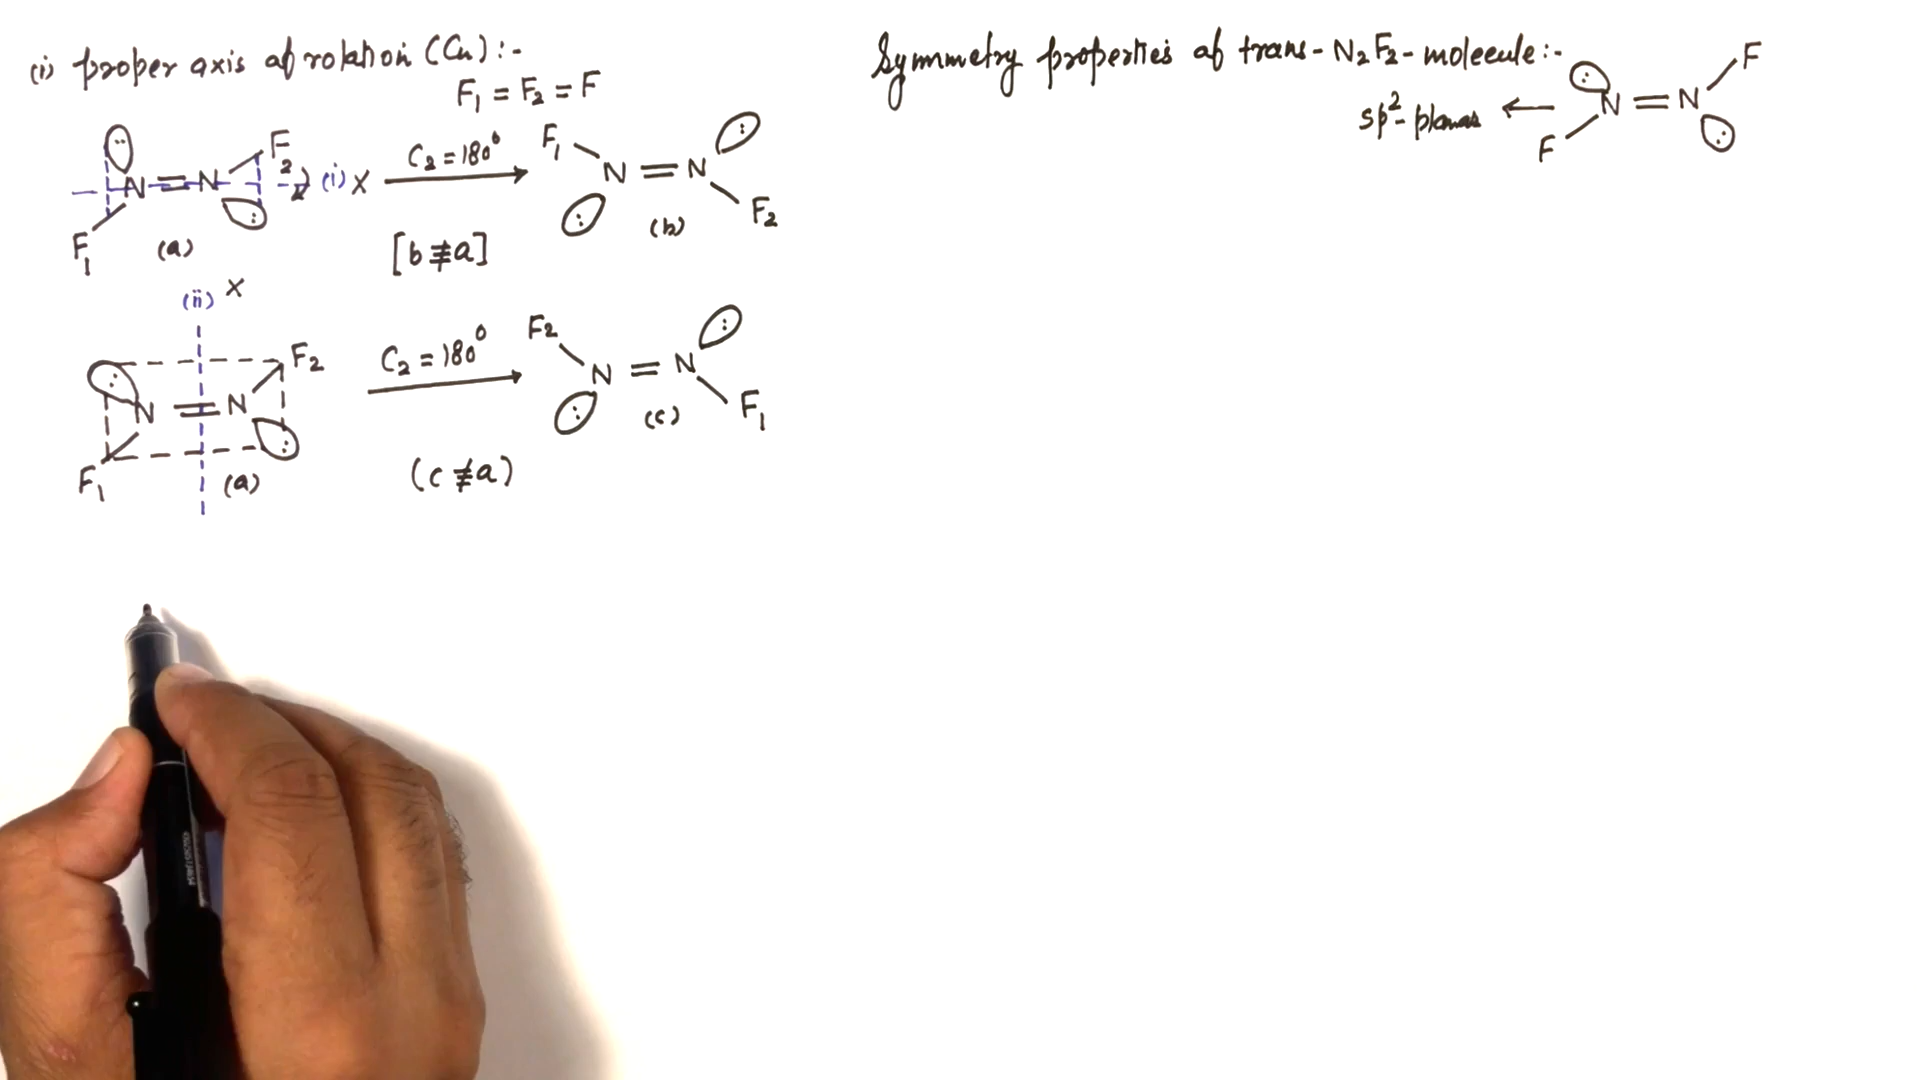 (i) proper axis of rotation (Cn):-
F1 = F2 = F
F2
N=N
F1
(a)
(i) X
C2 = 180°
[b ≢ a]
F1
N = N
F2
(b)
(ii) X
F2
N = N
F1
(a)
C2 = 180°
(c ≢ a)
F2
N = N
F1
(c)
Symmetry properties of trans-N2F2-molecule:-
F
sp2-planar ← N = N
F